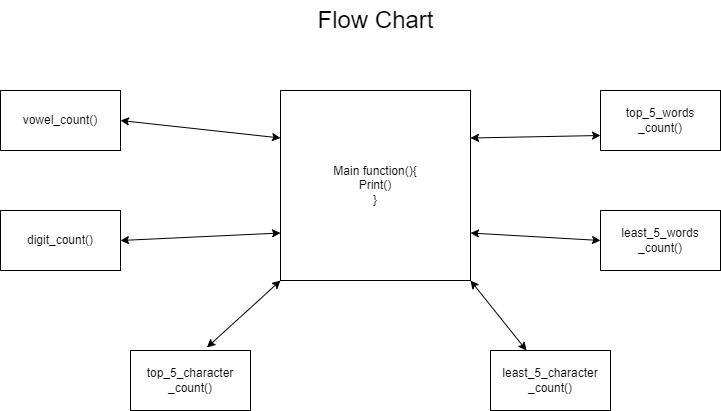 Flow Chart
vowel_count()
Main function(){
Print()
}
top_5_words
_count()
digit_count()
least_5_words
_count()
top_5_character
_count()
least_5_character
_count()